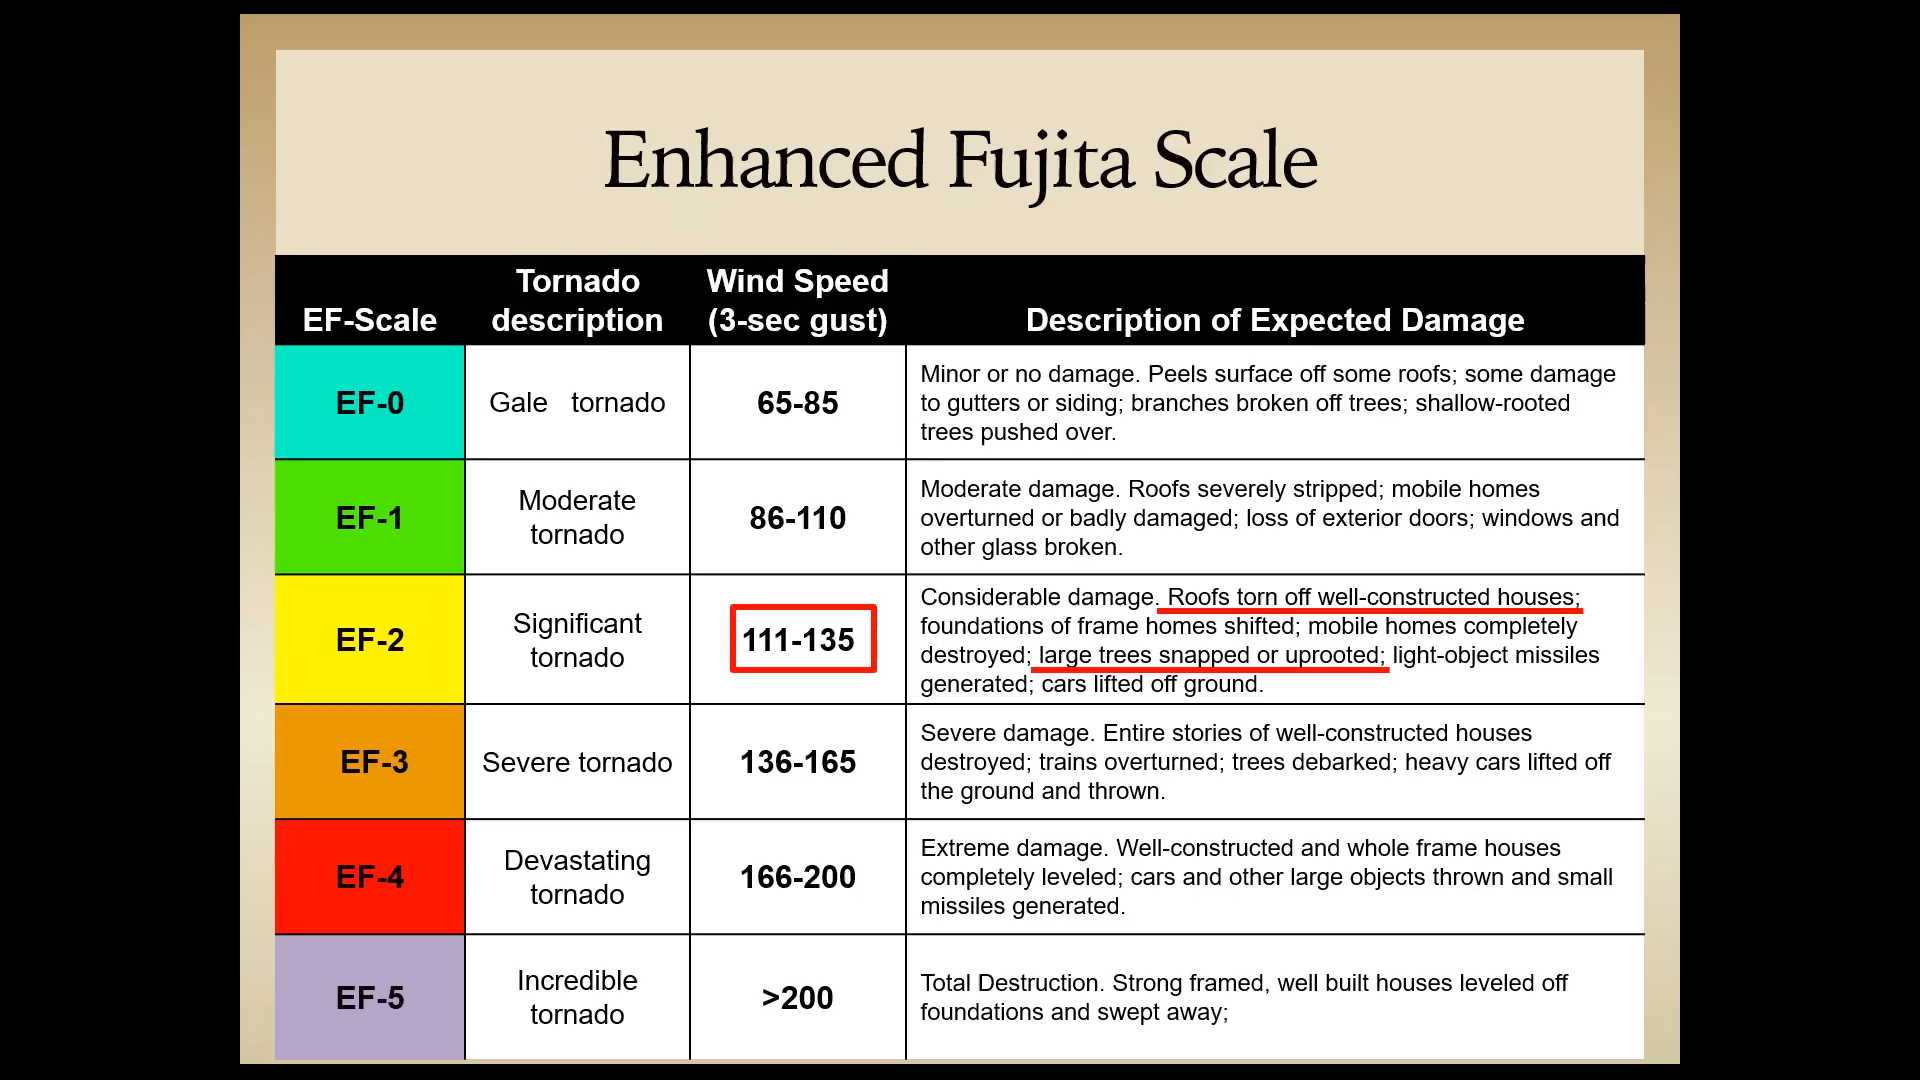 Enhanced Fujita Scale
EF-Scale
Tornado
description
Wind Speed
(3-sec gust)
Description of Expected Damage
EF-0
Gale tornado
65-85
Minor or no damage. Peels surface off some roofs; some damage
to gutters or siding; branches broken off trees; shallow-rooted
trees pushed over.
EF-1
Moderate
tornado
86-110
Moderate damage. Roofs severely stripped; mobile homes
overturned or badly damaged; loss of exterior doors; windows and
other glass broken.
EF-2
Significant
tornado
111-135
Considerable damage. Roofs torn off well-constructed houses;
foundations of frame homes shifted; mobile homes completely
destroyed; large trees snapped or uprooted; light-object missiles
generated; cars lifted off ground.
EF-3
Severe tornado
136-165
Severe damage. Entire stories of well-constructed houses
destroyed; trains overturned; trees debarked; heavy cars lifted off
the ground and thrown.
EF-4
Devastating
tornado
166-200
Extreme damage. Well-constructed and whole frame houses
completely leveled; cars and other large objects thrown and small
missiles generated.
EF-5
Incredible
tornado
>200
Total Destruction. Strong framed, well built houses leveled off
foundations and swept away;